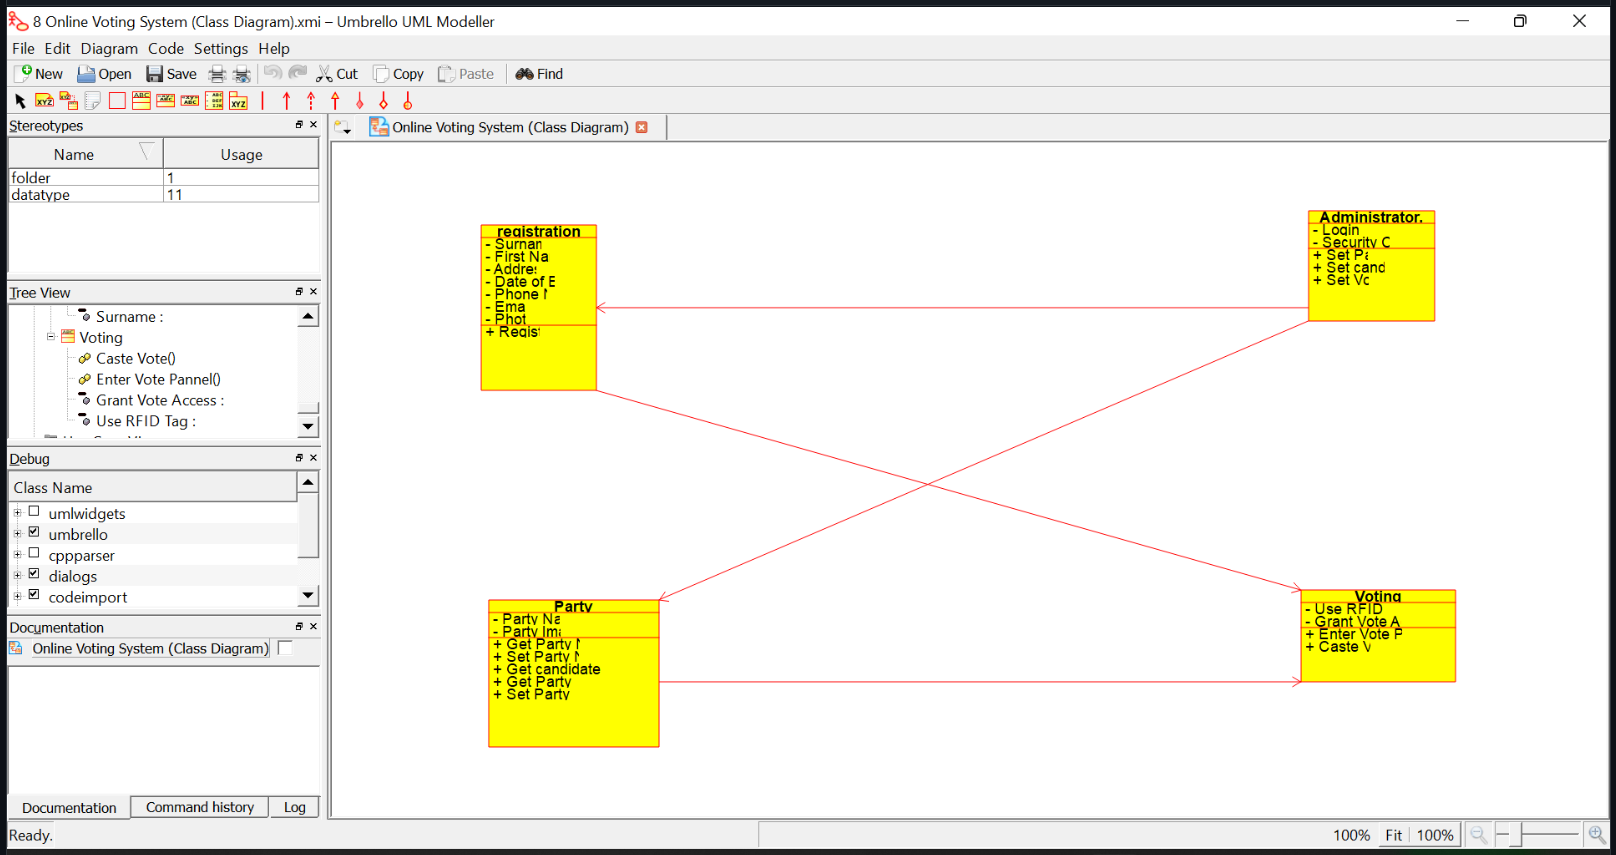 8 Online Voting System (Class Diagram).xmi – Umbrello UML Modeller
File Edit Diagram Code Settings Help
New Open Save Cut Copy Paste Find
Stereotypes
Name Usage
folder 1
datatype 11
Tree View
Surname :
Voting
Caste Vote()
Enter Vote Pannel()
Grant Vote Access :
Use RFID Tag :
Debug
Class Name
umlwidgets
umbrello
cppparser
dialogs
codeimport
Documentation
Online Voting System (Class Diagram)
Documentation Command history Log
Ready.
Online Voting System (Class Diagram)
registration
- Surnan
- First Na
- Addre
- Date of
- Phone
- Ema
- Phot
+ Regist
Administrator.
- Login
- Security C
+ Set Pa
+ Set cand
+ Set Vo
Party
- Party Na
- Party Ima
+ Get Party
+ Set Party
+ Get candidate
+ Get Party
+ Set Party
Voting
- Use RFID
- Grant Vote A
+ Enter Vote P
+ Caste V
100% Fit 100%